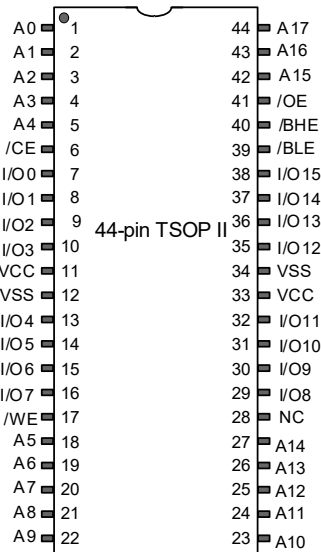 A0 1 44 A17
A1 2 43 A16
A2 3 42 A15
A3 4 41 /OE
A4 5 40 /BHE
/CE 6 39 /BLE
I/O0 7 38 I/O15
I/O1 8 37 I/O14
I/O2 9 44-pin TSOP II 36 I/O13
I/O3 10 35 I/O12
VCC 11 34 VSS
VSS 12 33 VCC
I/O4 13 32 I/O11
I/O5 14 31 I/O10
I/O6 15 30 I/O9
I/O7 16 29 I/O8
/WE 17 28 NC
A5 18 27 A14
A6 19 26 A13
A7 20 25 A12
A8 21 24 A11
A9 22 23 A10